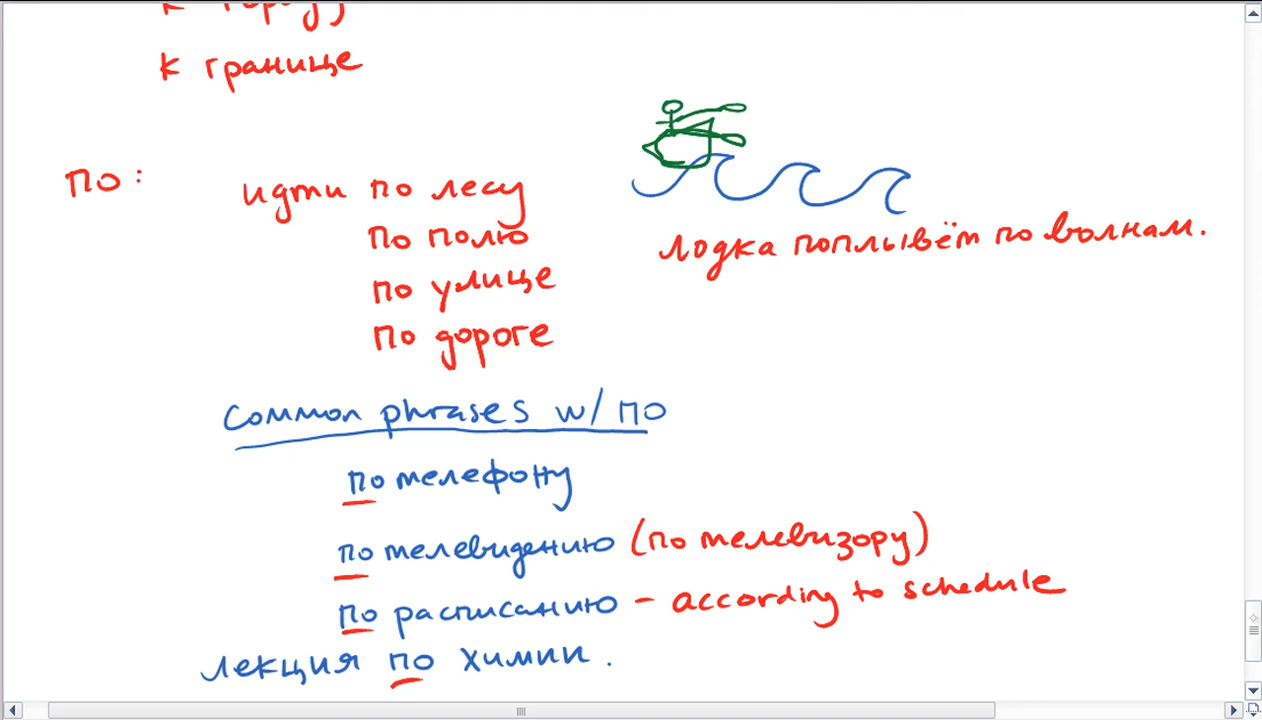 к городу
к границе
по: идти по лесу
по полю
по улице
по дороге
лодка поплывёт по волнам.
common phrases w/ по
по телефону
по телевидению (по телевизору)
по расписанию - according to schedule
лекция по химии.